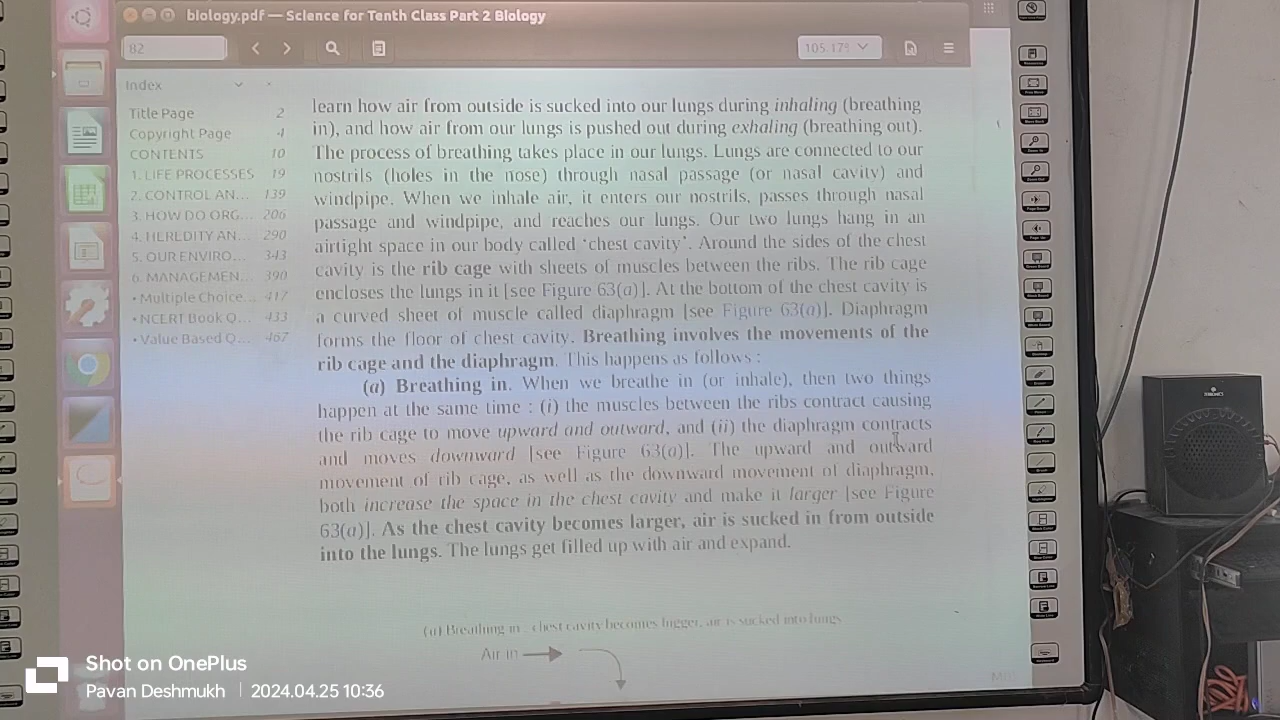 biology.pdf — Science for Tenth Class Part 2 Biology
82
105.17%
Index
Title Page 2
Copyright Page 4
CONTENTS 10
1. LIFE PROCESSES 19
2. CONTROL AN... 139
3. HOW DO ORG... 206
4. HEREDITY AN... 290
5. OUR ENVIRO... 343
6. MANAGEMEN... 390
• Multiple Choice... 417
• NCERT Book Q... 433
• Value Based Q... 467
learn how air from outside is sucked into our lungs during inhaling (breathing
in), and how air from our lungs is pushed out during exhaling (breathing out).
The process of breathing takes place in our lungs. Lungs are connected to our
nostrils (holes in the nose) through nasal passage (or nasal cavity) and
windpipe. When we inhale air, it enters our nostrils, passes through nasal
passage and windpipe, and reaches our lungs. Our two lungs hang in an
airtight space in our body called 'chest cavity'. Around the sides of the chest
cavity is the rib cage with sheets of muscles between the ribs. The rib cage
encloses the lungs in it [see Figure 63(a)]. At the bottom of the chest cavity is
a curved sheet of muscle called diaphragm [see Figure 63(a)]. Diaphragm
forms the floor of chest cavity. Breathing involves the movements of the
rib cage and the diaphragm. This happens as follows :
(a) Breathing in. When we breathe in (or inhale), then two things
happen at the same time : (i) the muscles between the ribs contract causing
the rib cage to move upward and outward, and (ii) the diaphragm contracts
and moves downward [see Figure 63(a)]. The upward and outward
movement of rib cage, as well as the downward movement of diaphragm,
both increase the space in the chest cavity and make it larger [see Figure
63(a)]. As the chest cavity becomes larger, air is sucked in from outside
into the lungs. The lungs get filled up with air and expand.
(a) Breathing in : chest cavity becomes bigger, air is sucked into lungs
Air in
Shot on OnePlus
Pavan Deshmukh | 2024.04.25 10:36